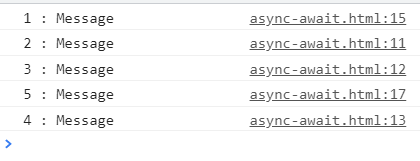 1 : Message async-await.html:15
2 : Message async-await.html:11
3 : Message async-await.html:12
5 : Message async-await.html:17
4 : Message async-await.html:13
>